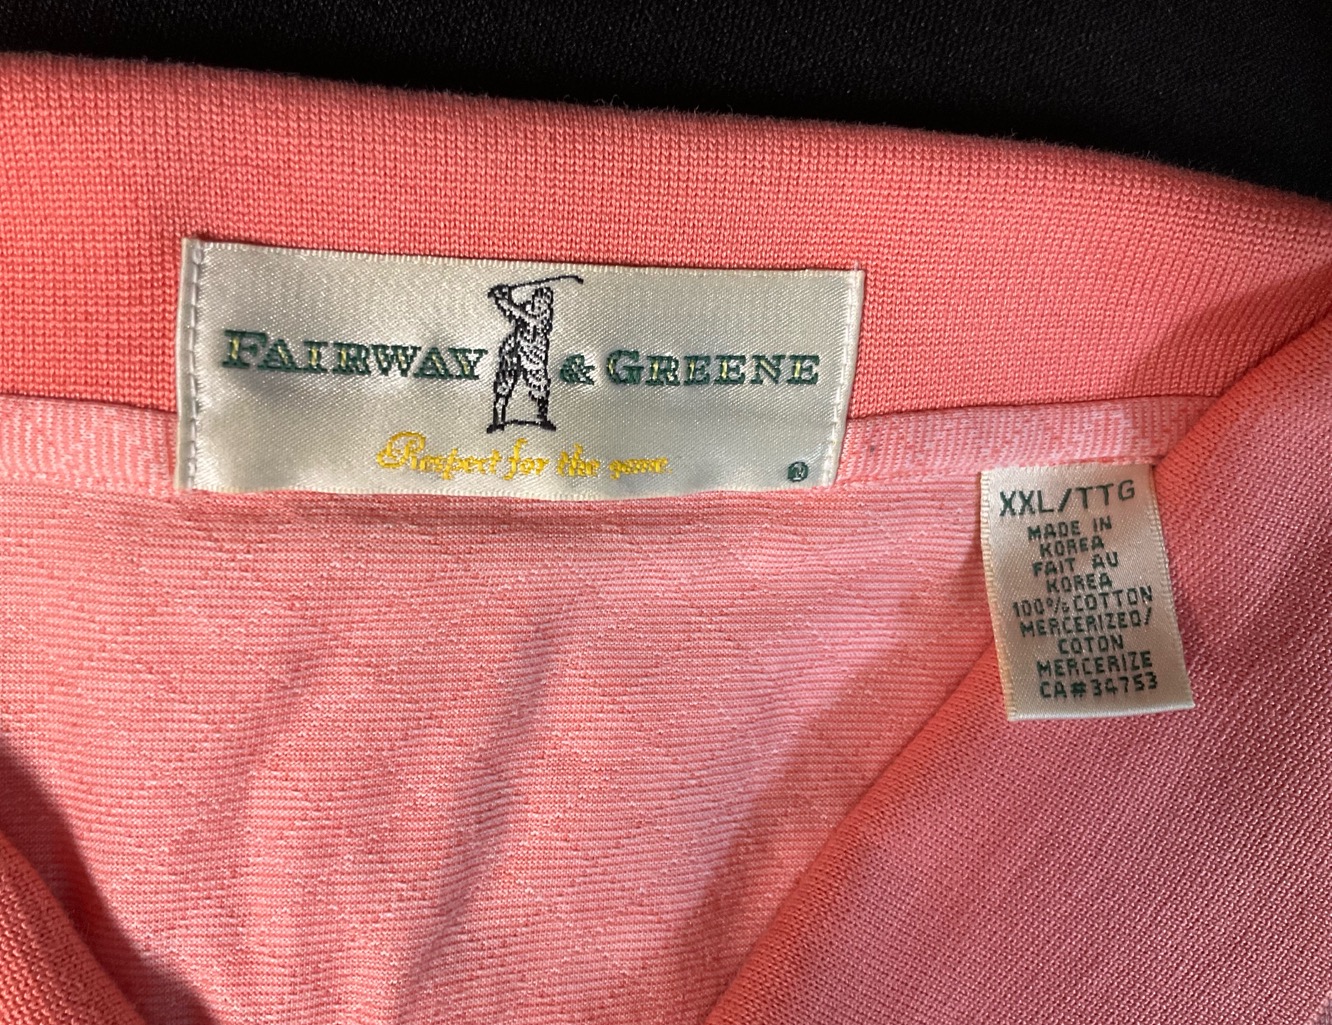 FAIRWAY & GREENE
Respect for the game
®
XXL/TTG
MADE IN
KOREA
FAIT AU
KOREA
100% COTTON
MERCERIZED/
COTON
MERCERIZE
CA#34753